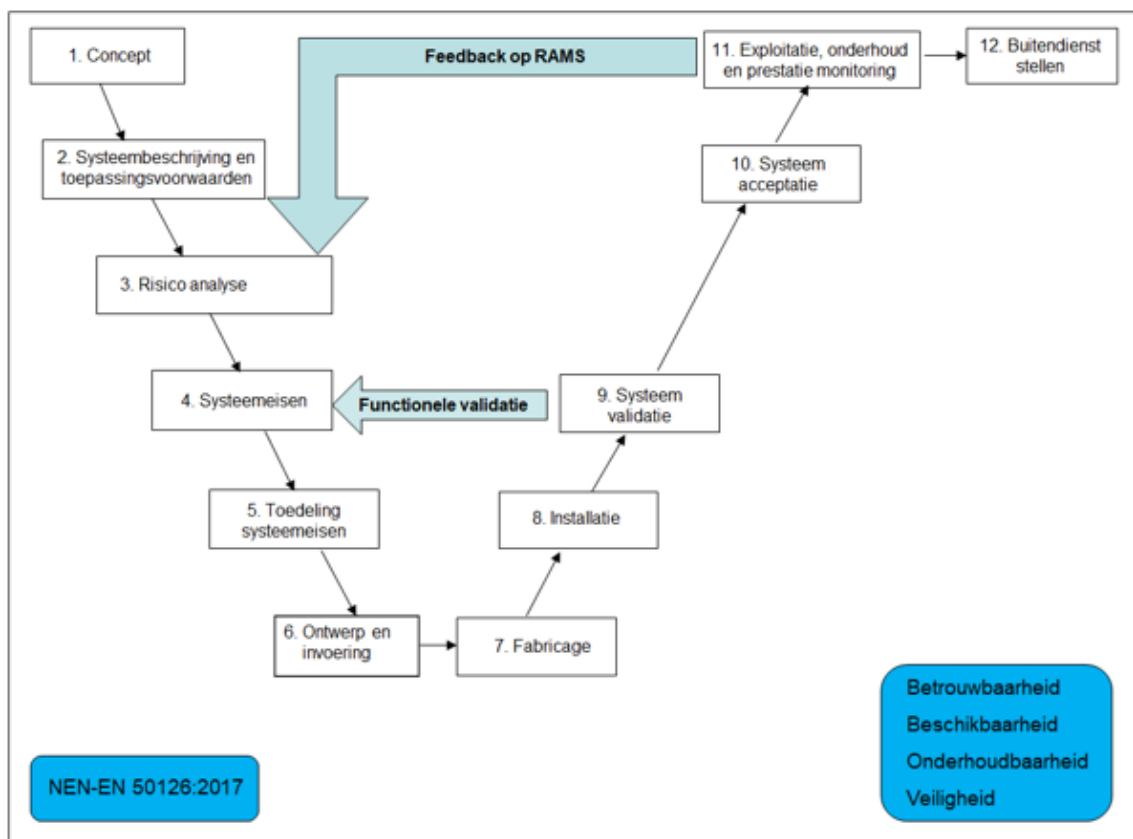 1. Concept
Feedback op RAMS
11. Exploitatie, onderhoud
en prestatie monitoring
12. Buitendienst
stellen
2. Systeembeschrijving en
toepassingsvoorwaarden
10. Systeem
acceptatie
3. Risico analyse
4. Systeemeisen
Functionele validatie
9. Systeem
validatie
5. Toedeling
systeemeisen
8. Installatie
6. Ontwerp en
invoering
7. Fabricage
Betrouwbaarheid
Beschikbaarheid
Onderhoudbaarheid
Veiligheid
NEN-EN 50126:2017